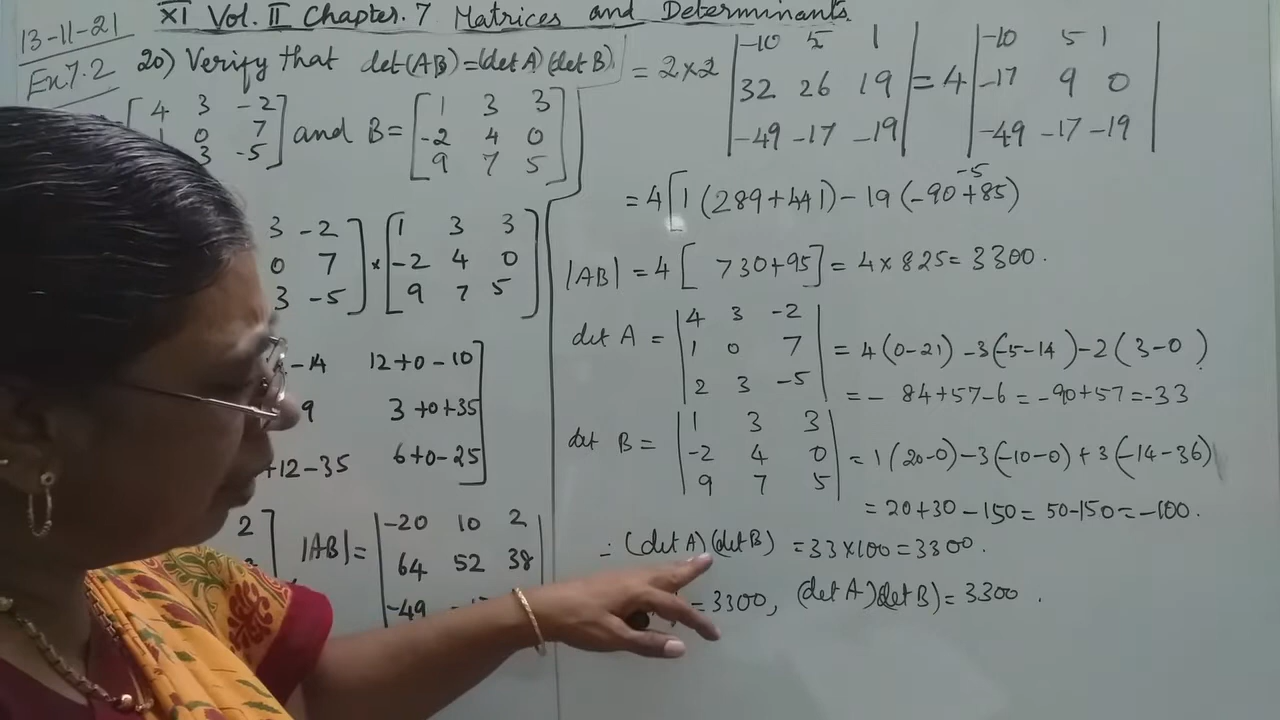 13-11-21
XI Vol. II Chapter. 7 Matrices and Determinants
Ex 7.2
20) Verify that det(AB)=(det A)(det B)
[4 3 -2] and B= [1 3 3]
[1 0 7] [-2 4 0]
3 -5] [9 7 5]
3 -2] × [1 3 3]
0 7] [-2 4 0]
3 -5] [9 7 5]
-14 12+0-10]
9 3+0+35
+12-35 6+0-25]
2] |AB|= |-20 10 2|
|64 52 38|
|-49
= 2×2 |-10 5 1| = 4 |-10 5 1|
|32 26 19| |-17 9 0|
|-49 -17 -19| |-49 -17 -19|
-5
= 4[1(289+441)-19(-90+85)
|AB| = 4[ 730+95] = 4×825= 3300.
det A = |4 3 -2|
|1 0 7| = 4(0-21) -3(-5-14) -2(3-0)
|2 3 -5| = - 84+57-6 = -90+57 = -33
det B = |1 3 3|
|-2 4 0| = 1(20-0)-3(-10-0)+3(-14-36)
|9 7 5|
= 20+30-150= 50-150= -100.
= (det A)(det B) = 33×100 = 3300.
= 3300, (det A)(det B) = 3300.